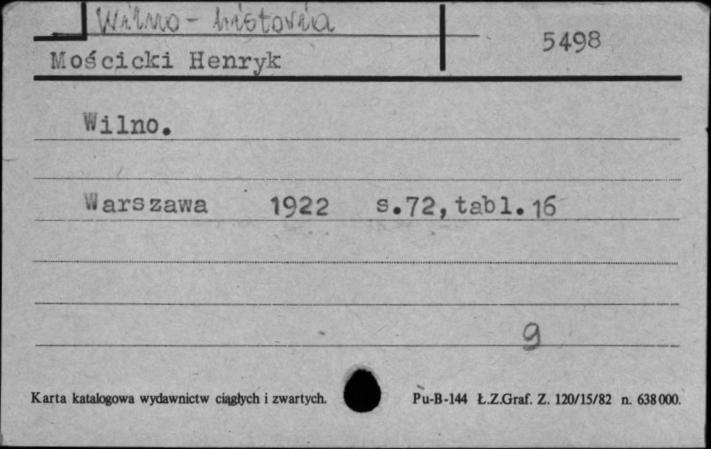 Wilno - historia
5498
Mościcki Henryk
Wilno.
Warszawa 1922 s.72,tabl.16
9
Karta katalogowa wydawnictw ciągłych i zwartych. Pu-B-144 Ł.Z.Graf. Z. 120/15/82 n. 638000.